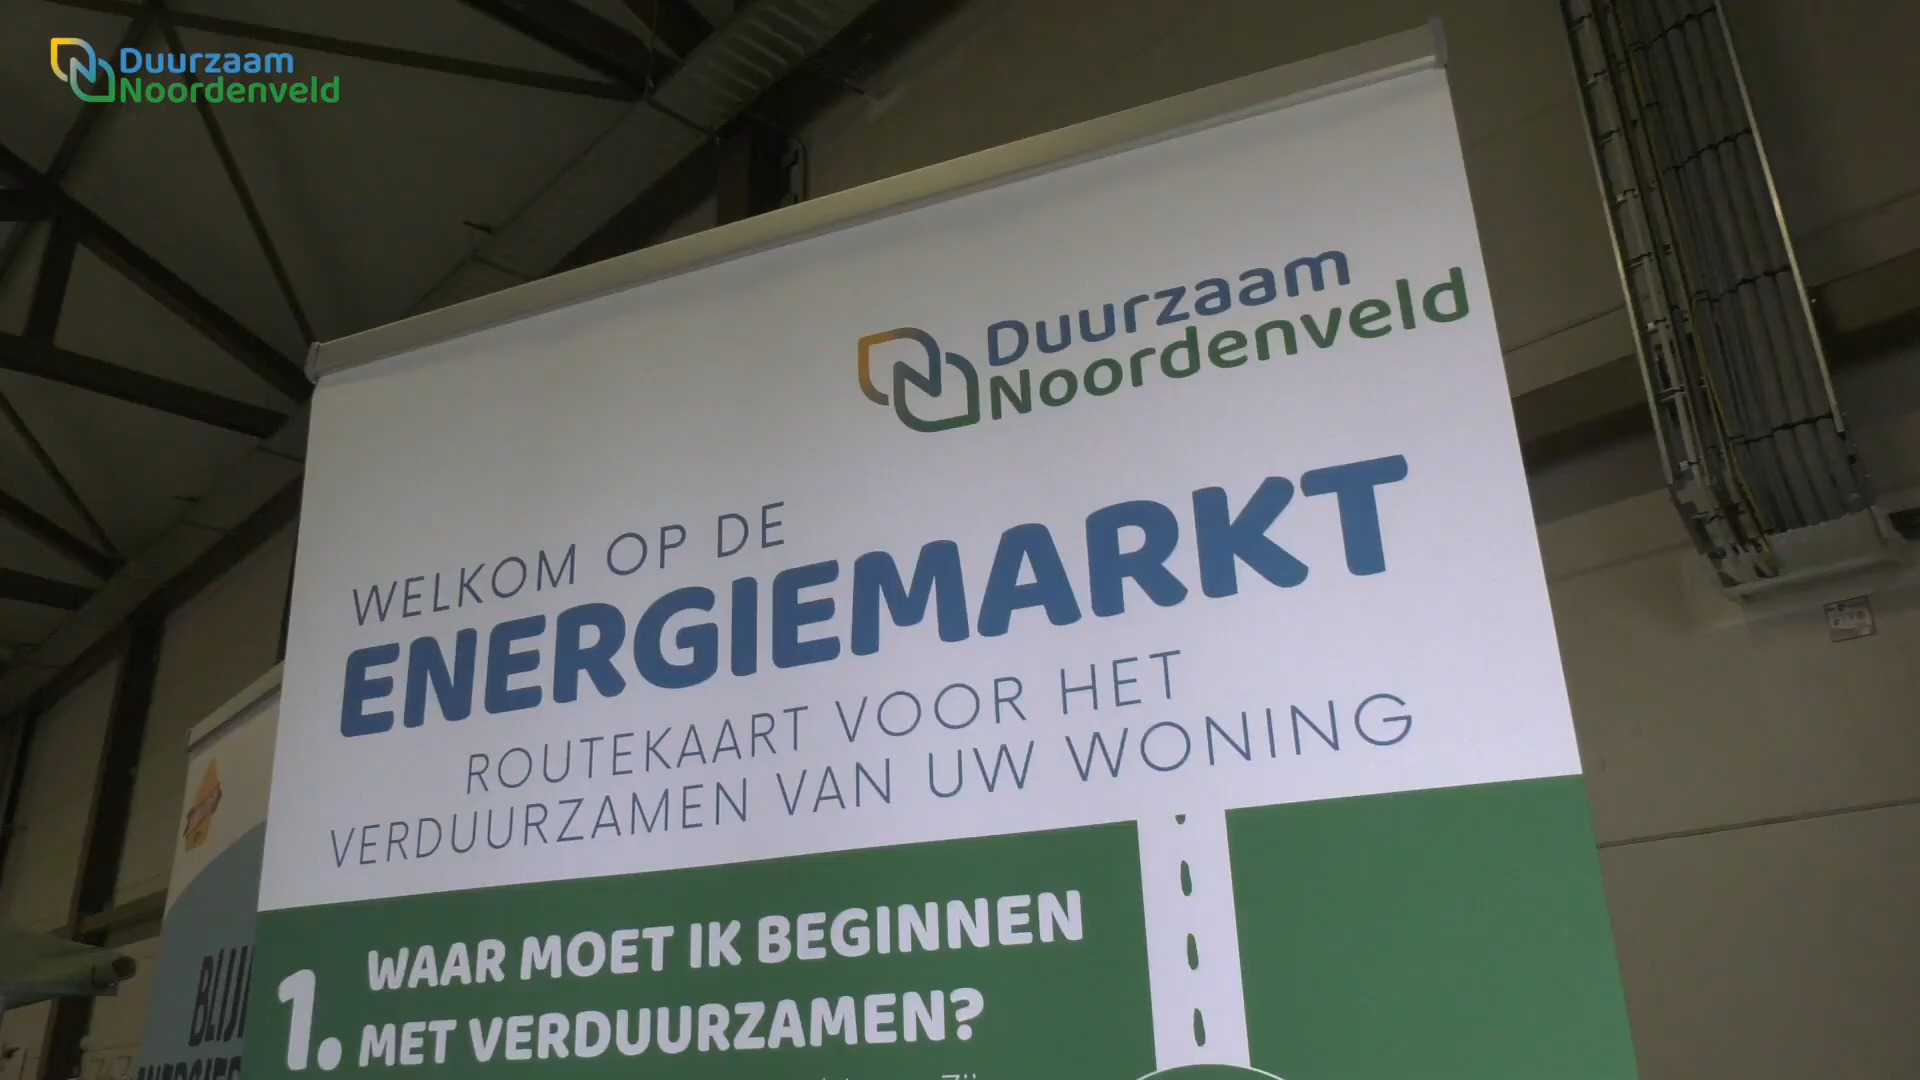 Duurzaam
Noordenveld
Duurzaam
Noordenveld
WELKOM OP DE
ENERGIEMARKT
ROUTEKAART VOOR HET
VERDUURZAMEN VAN UW WONING
1. WAAR MOET IK BEGINNEN
MET VERDUURZAMEN?